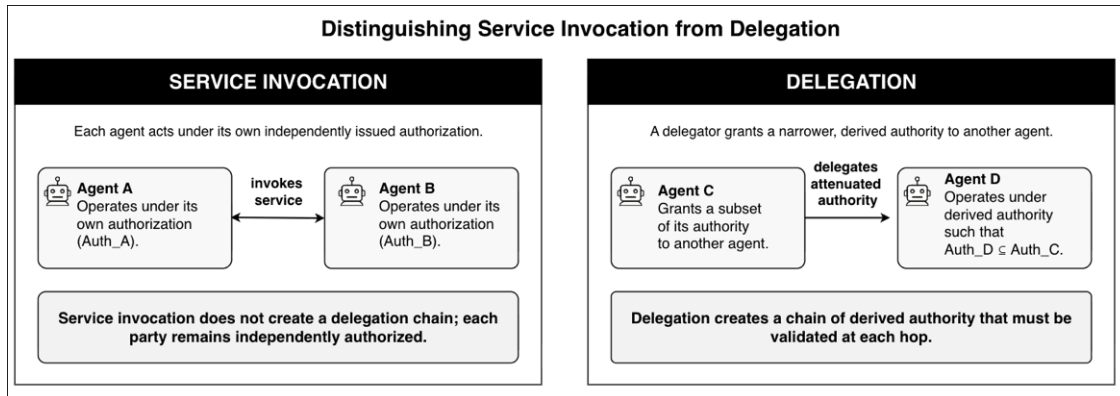 Distinguishing Service Invocation from Delegation
SERVICE INVOCATION
Each agent acts under its own independently issued authorization.
Agent A
Operates under its
own authorization
(Auth_A).
invokes
service
Agent B
Operates under its
own authorization
(Auth_B).
Service invocation does not create a delegation chain; each
party remains independently authorized.
DELEGATION
A delegator grants a narrower, derived authority to another agent.
Agent C
Grants a subset
of its authority
to another agent.
delegates
attenuated
authority
Agent D
Operates under
derived authority
such that
Auth_D ⊆ Auth_C.
Delegation creates a chain of derived authority that must be
validated at each hop.